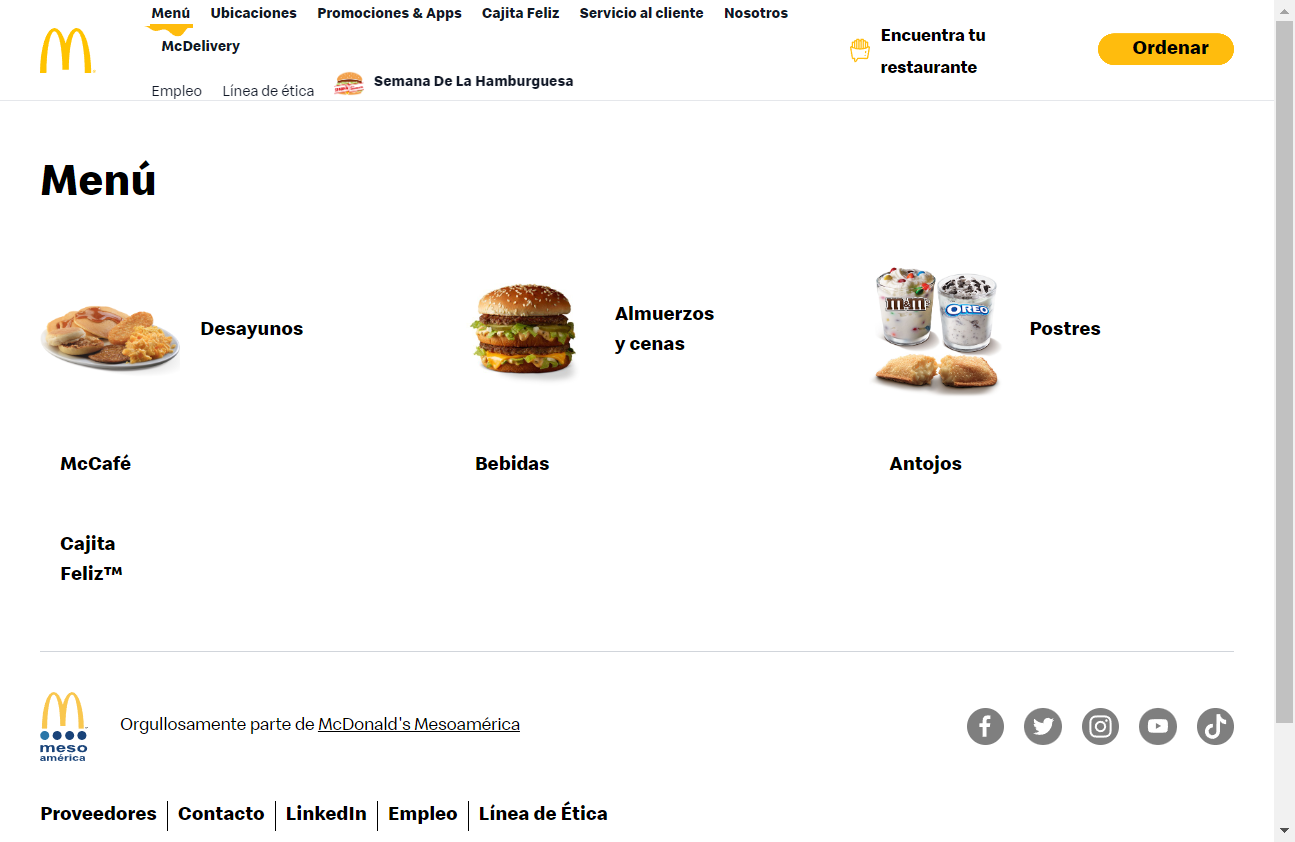 Menú Ubicaciones Promociones & Apps Cajita Feliz Servicio al cliente Nosotros
McDelivery
Encuentra tu
restaurante
Ordenar
Empleo Línea de ética Semana De La Hamburguesa
Menú
Desayunos
Almuerzos
y cenas
m&m's
OREO
Postres
McCafé
Bebidas
Antojos
Cajita
Feliz™
meso
américa
Orgullosamente parte de McDonald's Mesoamérica
Proveedores Contacto LinkedIn Empleo Línea de Ética